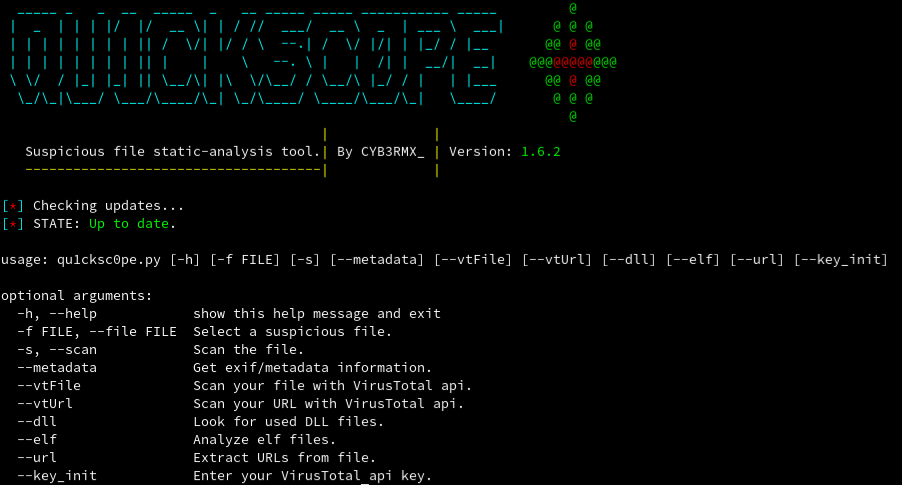 QU1CKSC0PE
Suspicious file static-analysis tool.| By CYB3RMX_ | Version: 1.6.2
[*] Checking updates...
[*] STATE: Up to date.
usage: qu1cksc0pe.py [-h] [-f FILE] [-s] [--metadata] [--vtFile] [--vtUrl] [--dll] [--elf] [--url] [--key_init]
optional arguments:
-h, --help show this help message and exit
-f FILE, --file FILE Select a suspicious file.
-s, --scan Scan the file.
--metadata Get exif/metadata information.
--vtFile Scan your file with VirusTotal api.
--vtUrl Scan your URL with VirusTotal api.
--dll Look for used DLL files.
--elf Analyze elf files.
--url Extract URLs from file.
--key_init Enter your VirusTotal api key.